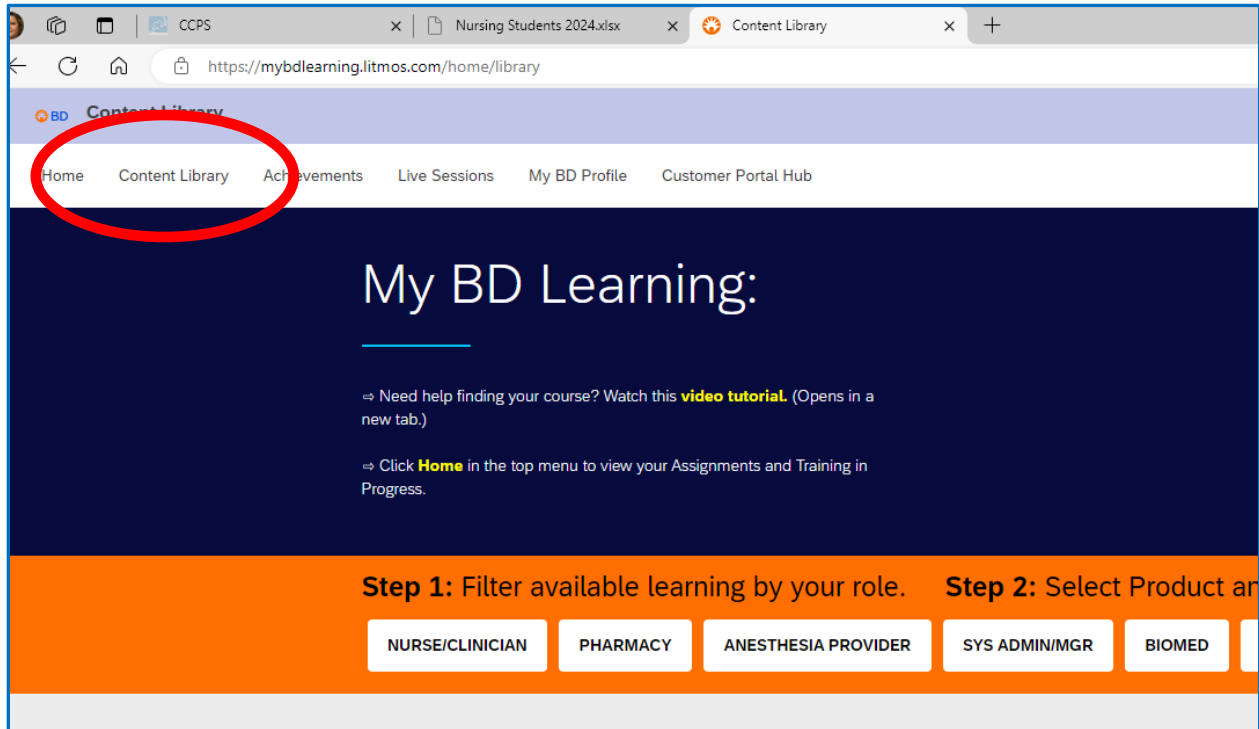 CCPS
Nursing Students 2024.xlsx
Content Library
https://mybdlearning.litmos.com/home/library
BD Content Library
Home Content Library Achievements Live Sessions My BD Profile Customer Portal Hub
My BD Learning:
⇨ Need help finding your course? Watch this video tutorial. (Opens in a
new tab.)
⇨ Click Home in the top menu to view your Assignments and Training in
Progress.
Step 1: Filter available learning by your role. Step 2: Select Product
NURSE/CLINICIAN PHARMACY ANESTHESIA PROVIDER SYS ADMIN/MGR BIOMED